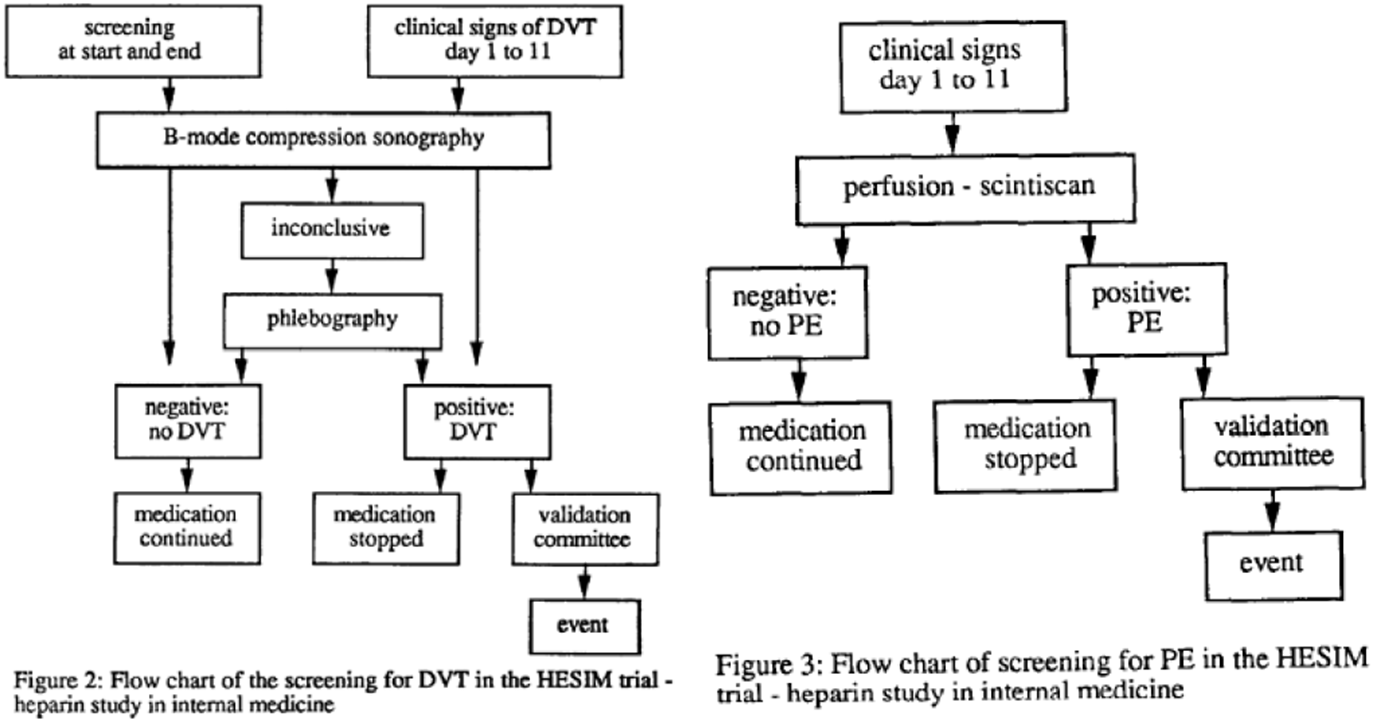 screening
at start and end
clinical signs of DVT
day 1 to 11
B-mode compression sonography
inconclusive
phlebography
negative:
no DVT
positive:
DVT
medication
continued
medication
stopped
validation
committee
event
Figure 2: Flow chart of the screening for DVT in the HESIM trial -
heparin study in internal medicine
clinical signs
day 1 to 11
perfusion - scintiscan
negative:
no PE
positive:
PE
medication
continued
medication
stopped
validation
committee
event
Figure 3: Flow chart of screening for PE in the HESIM
trial - heparin study in internal medicine